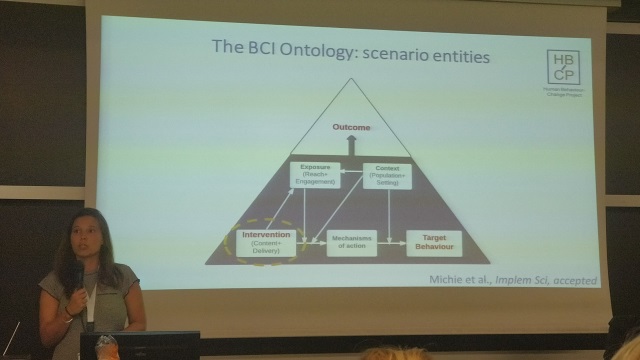 The BCI Ontology: scenario entities
HB
CP
Human Behaviour-
Change Project
Outcome
Exposure
(Reach+
Engagement)
Context
(Population+
Setting)
Intervention
(Content+
Delivery)
Mechanisms
of action
Target
Behaviour
Michie et al., Implem Sci, accepted